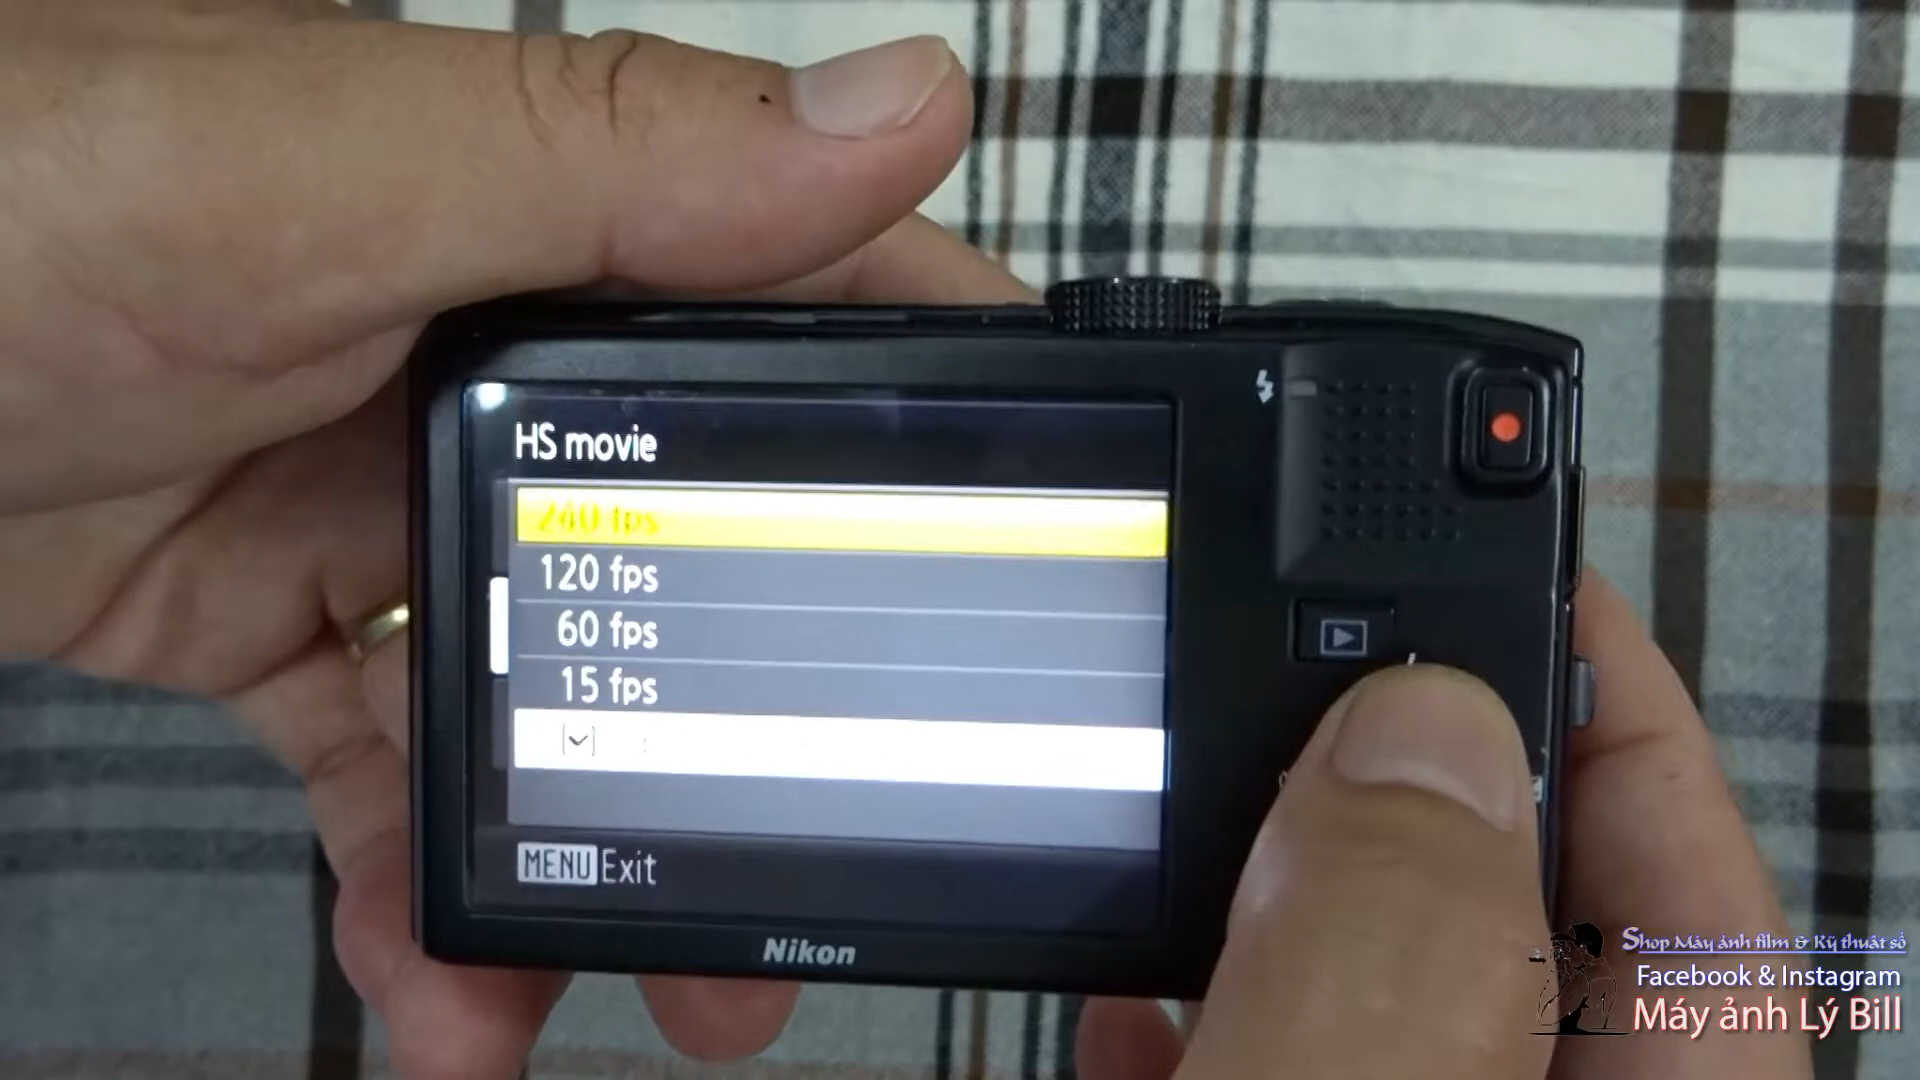 HS movie
240 fps
120 fps
60 fps
15 fps
MENU Exit
Nikon
Shop Máy ảnh film & Kỹ thuật số
Facebook & Instagram
Máy ảnh Lý Bill